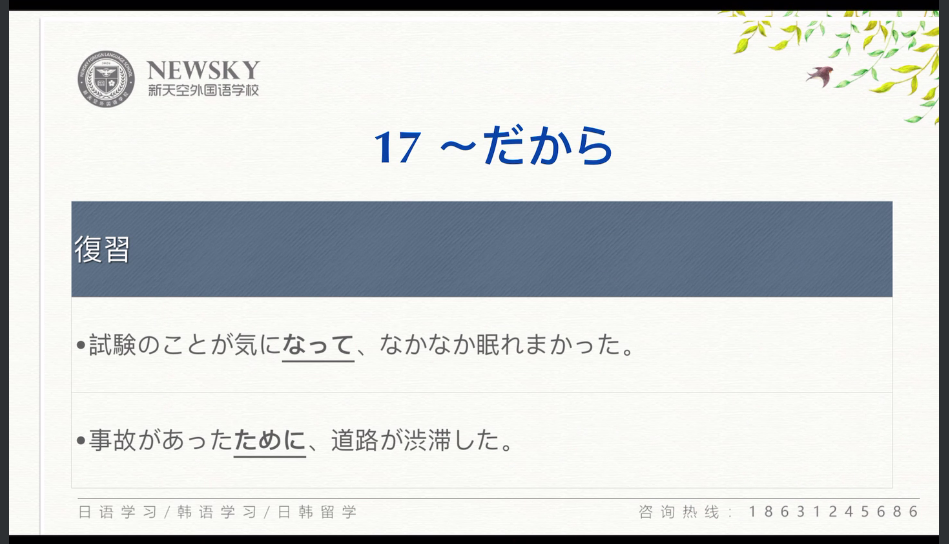 NEWSKY
新天空外国语学校
17 ～だから
復習
•試験のことが気になって、なかなか眠れまかった。
•事故があったために、道路が渋滞した。
日语学习/韩语学习/日韩留学
咨询热线：18631245686